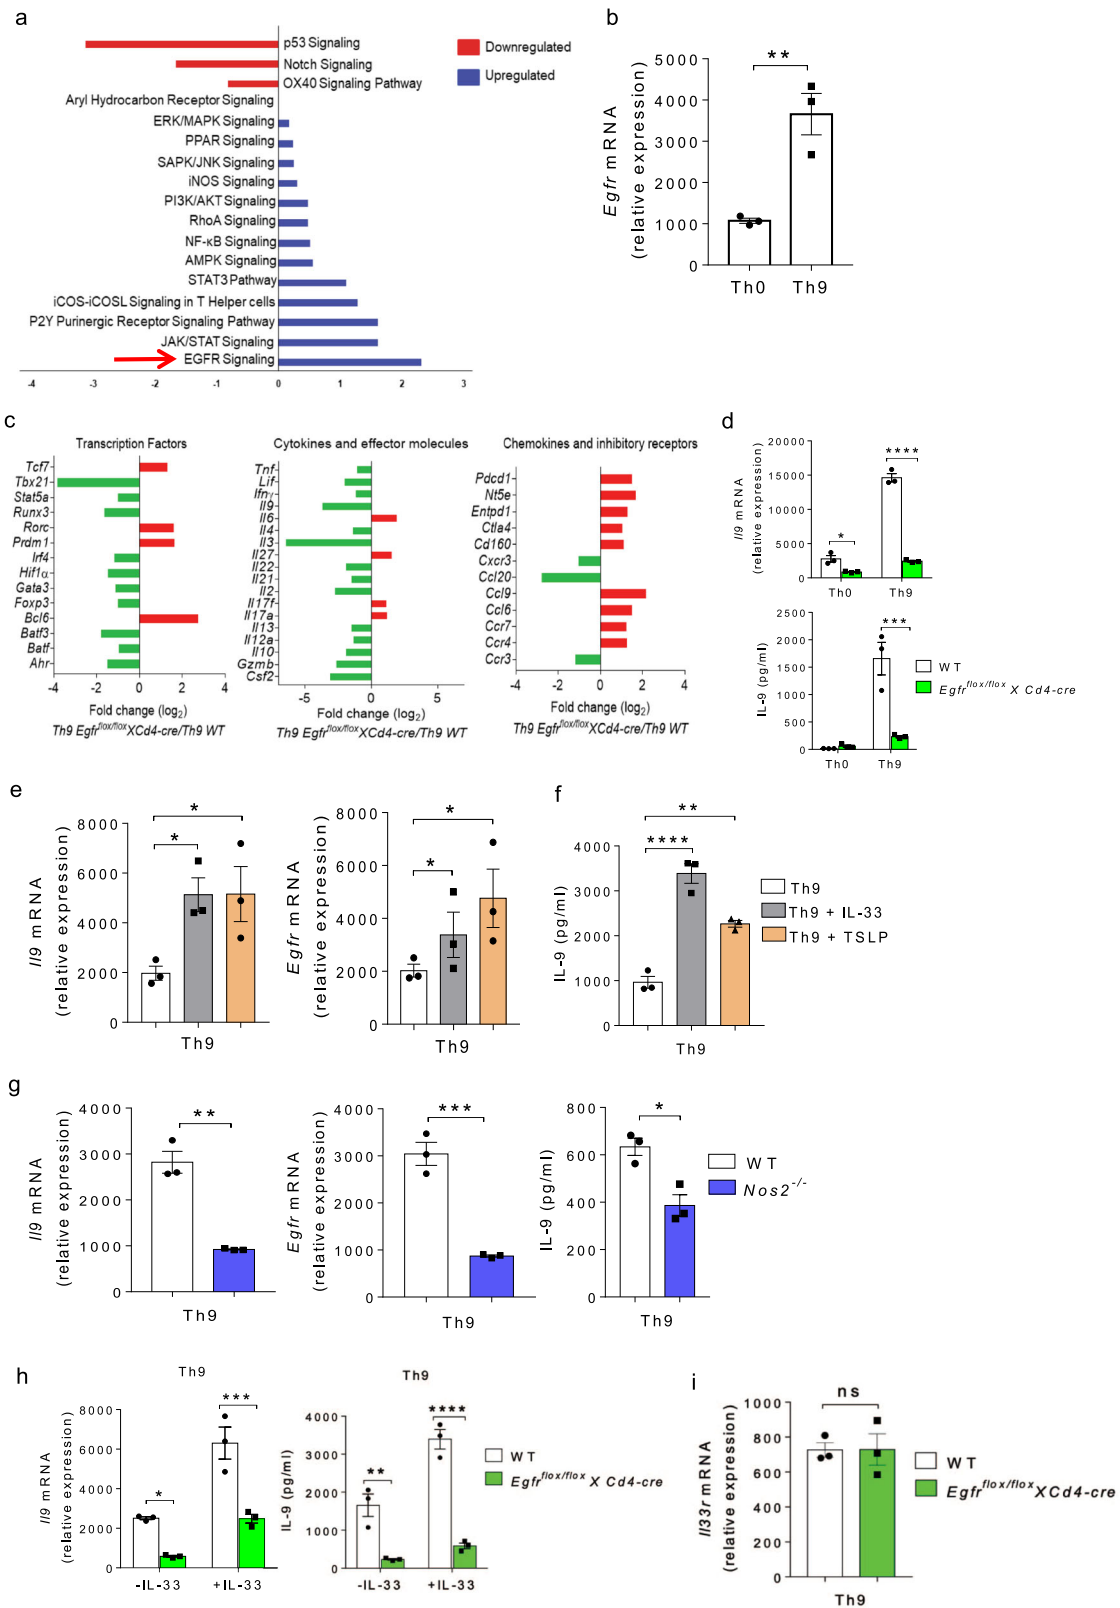 a
p53 Signaling
Notch Signaling
OX40 Signaling Pathway
Aryl Hydrocarbon Receptor Signaling
ERK/MAPK Signaling
PPAR Signaling
SAPK/JNK Signaling
iNOS Signaling
PI3K/AKT Signaling
RhoA Signaling
NF-κB Signaling
AMPK Signaling
STAT3 Pathway
iCOS-iCOSL Signaling in T Helper cells
P2Y Purinergic Receptor Signaling Pathway
JAK/STAT Signaling
EGFR Signaling
-4 -3 -2 -1 0 1 2 3
Downregulated
Upregulated
b
**
Egfr mRNA
(relative expression)
5000
4000
3000
2000
1000
0
Th0 Th9
c
Transcription Factors
Tcf7
Tbx21
Stat5a
Runx3
Rorc
Prdm1
Irf4
Hif1α
Gata3
Foxp3
Bcl6
Batf3
Batf
Ahr
-4 -2 0 2 4
Fold change (log2)
Th9 Egfrflox/floxXCd4-cre/Th9 WT
Cytokines and effector molecules
Tnf
Lif
Ifnγ
Il9
Il6
Il4
Il3
Il27
Il22
Il21
Il2
Il17f
Il17a
Il13
Il12a
Il10
Gzmb
Csf2
-5 0 5
Fold change (log2)
Th9 Egfrflox/floxXCd4-cre/Th9 WT
Chemokines and inhibitory receptors
Pdcd1
Nt5e
Entpd1
Ctla4
Cd160
Cxcr3
Ccl20
Ccl9
Ccl6
Ccr7
Ccr4
Ccr3
-4 -2 0 2 4
Fold change (log2)
Th9 Egfrflox/floxXCd4-cre/Th9 WT
d
Il9 mRNA
(relative expression)
20000
15000
10000
5000
0
*
****
Th0 Th9
IL-9 (pg/ml)
2000
1500
1000
500
0
***
Th0 Th9
WT
Egfrflox/flox X Cd4-cre
e
Il9 mRNA
(relative expression)
8000
6000
4000
2000
0
*
*
Th9
Egfr mRNA
(relative expression)
8000
6000
4000
2000
0
*
*
Th9
f
IL-9 (pg/ml)
4000
3000
2000
1000
0
**
****
Th9
Th9
Th9 + IL-33
Th9 + TSLP
g
Il9 mRNA
(relative expression)
4000
3000
2000
1000
0
**
Th9
Egfr mRNA
(relative expression)
4000
3000
2000
1000
0
***
Th9
IL-9 (pg/ml)
800
600
400
200
0
*
Th9
WT
Nos2-/-
h
Th9
Il9 mRNA
(relative expression)
8000
6000
4000
2000
0
*
***
-IL-33 +IL-33
Th9
IL-9 (pg/ml)
4000
3000
2000
1000
0
**
****
-IL-33 +IL-33
WT
Egfrflox/flox X Cd4-cre
i
Il33r mRNA
(relative expression)
1000
800
600
400
200
0
ns
Th9
WT
Egfrflox/floxXCd4-cre